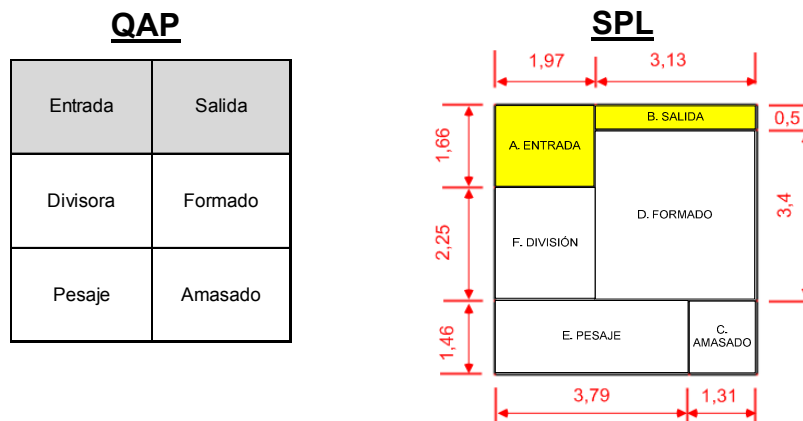 QAP
Entrada Salida
Divisora Formado
Pesaje Amasado
SPL
1,97 3,13
B. SALIDA 0,5
1,66 A. ENTRADA
D. FORMADO 3,4
2,25 F. DIVISIÓN
1,46 E. PESAJE C.
AMASADO
3,79 1,31